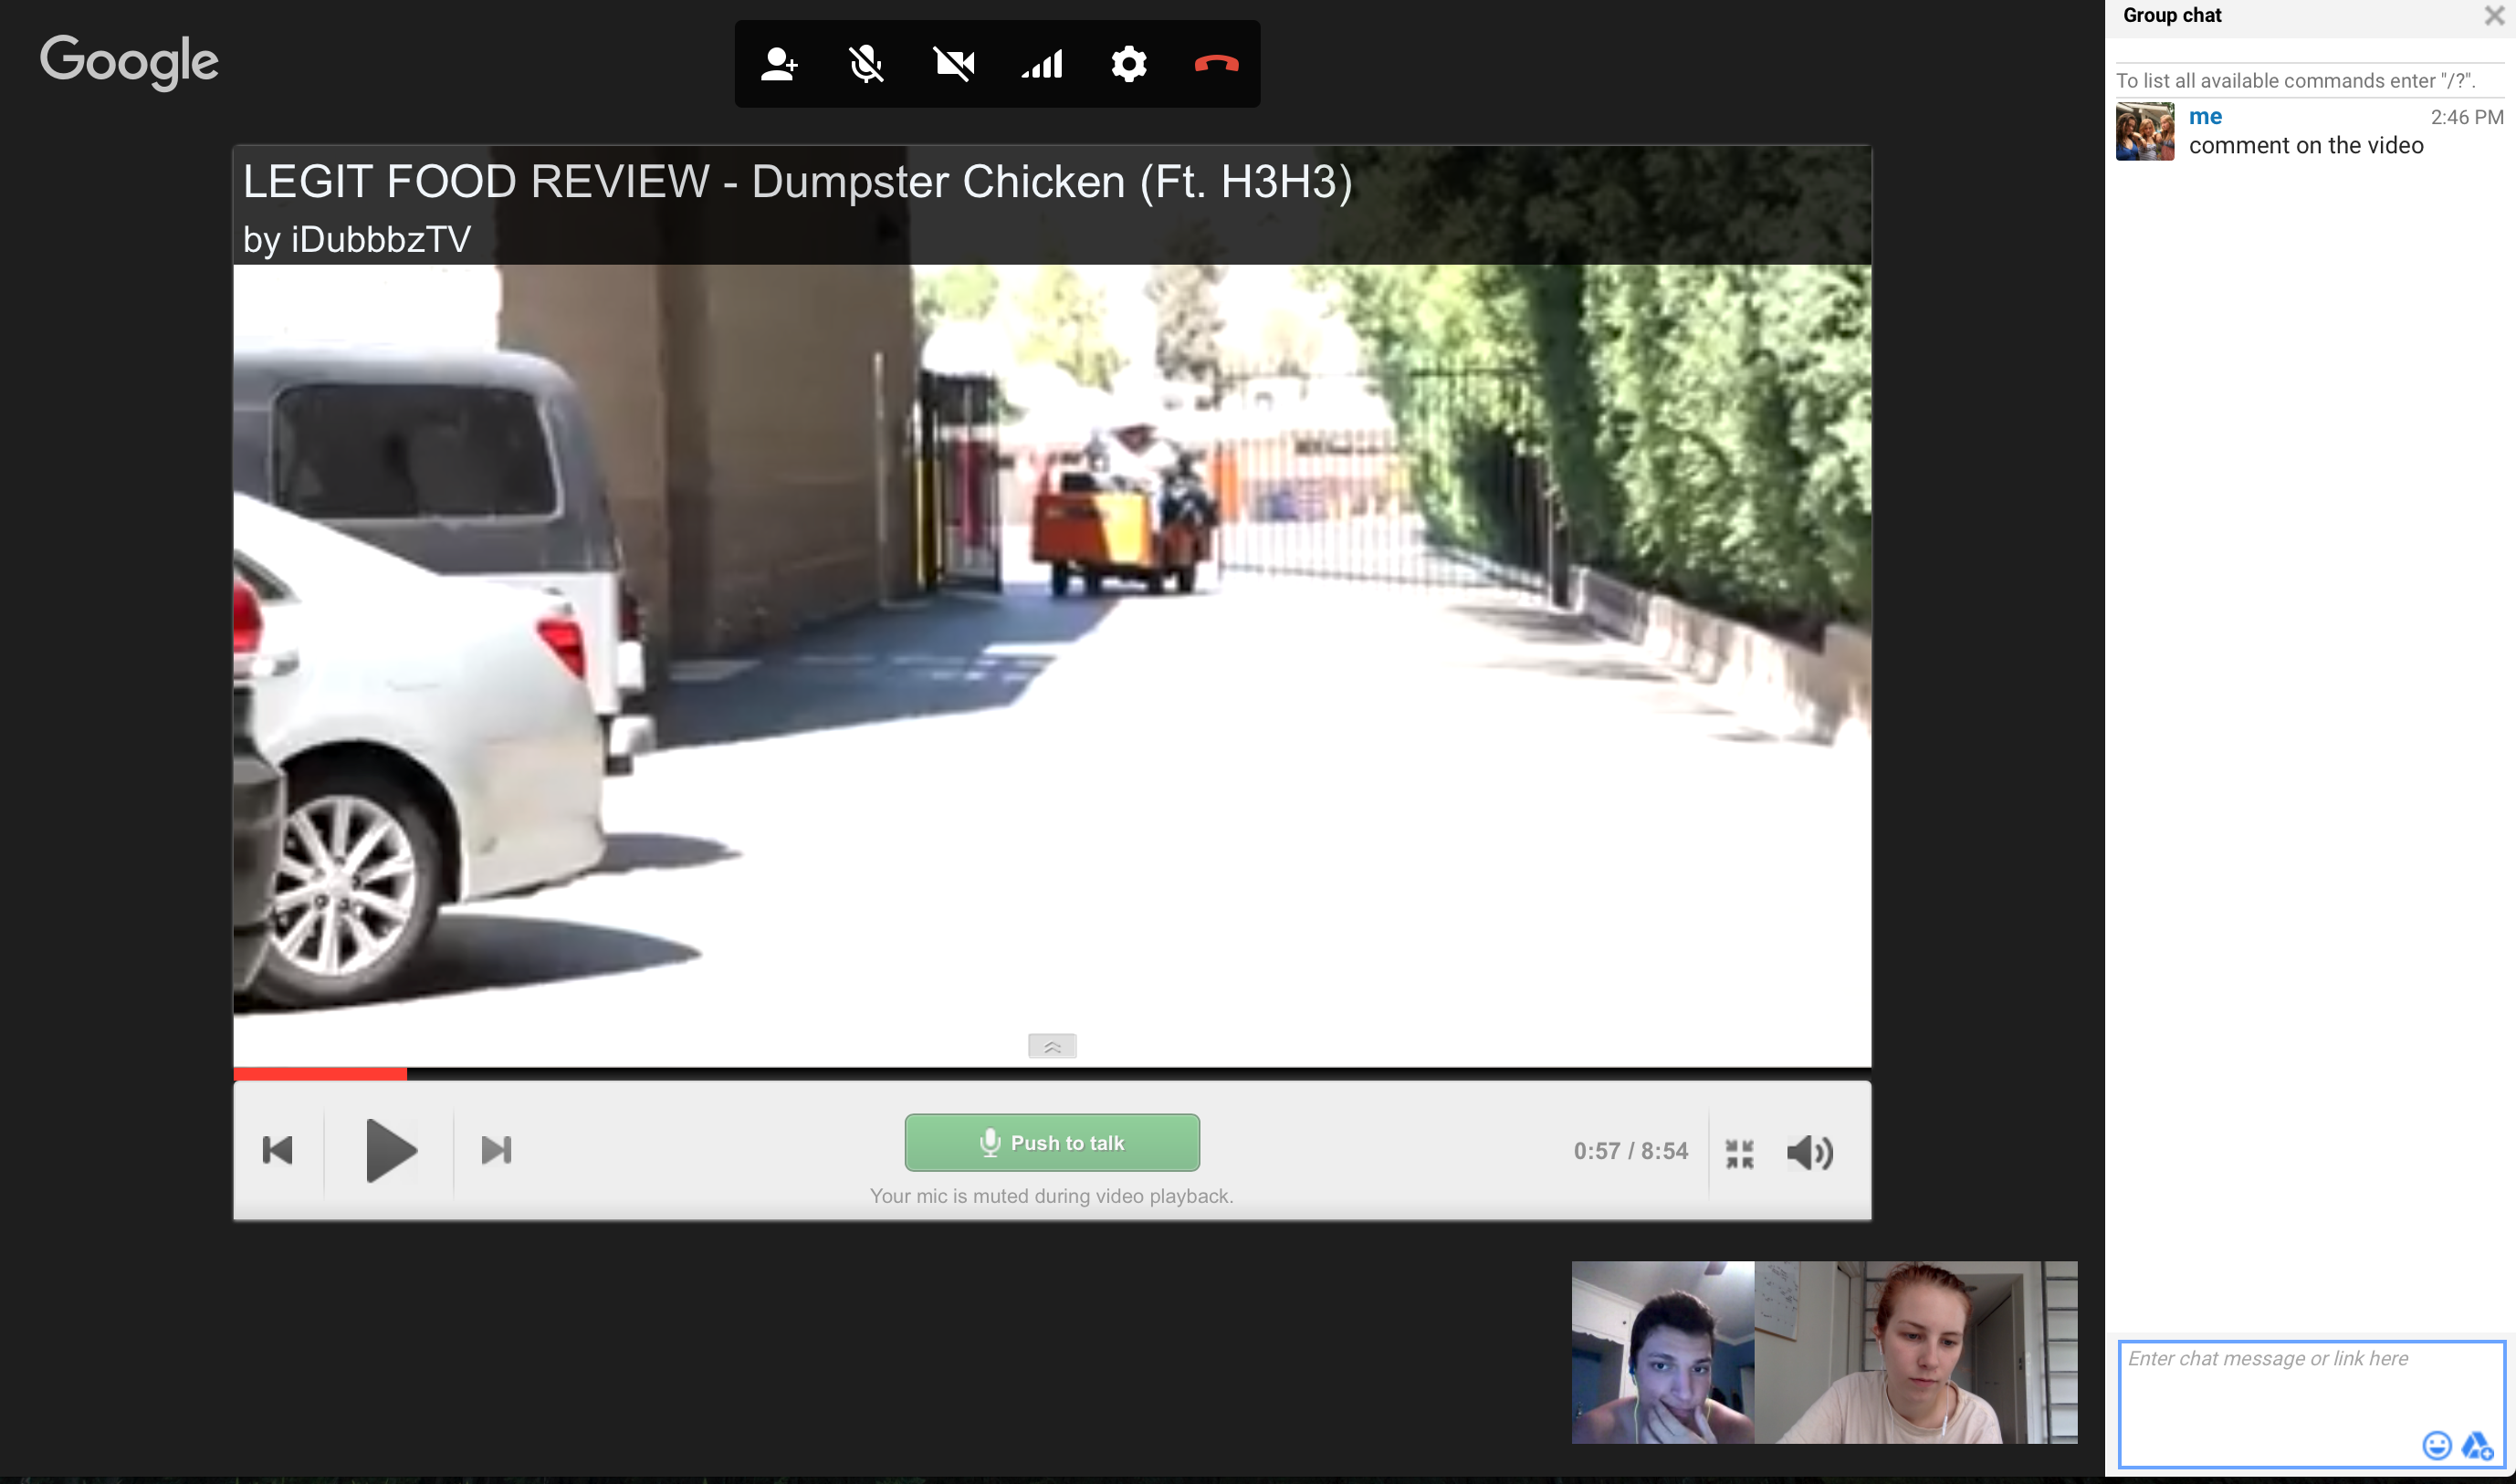 Google
LEGIT FOOD REVIEW - Dumpster Chicken (Ft. H3H3)
by iDubbbzTV
Push to talk
Your mic is muted during video playback.
0:57 / 8:54
Group chat
To list all available commands enter "/?".
me
2:46 PM
comment on the video
Enter chat message or link here